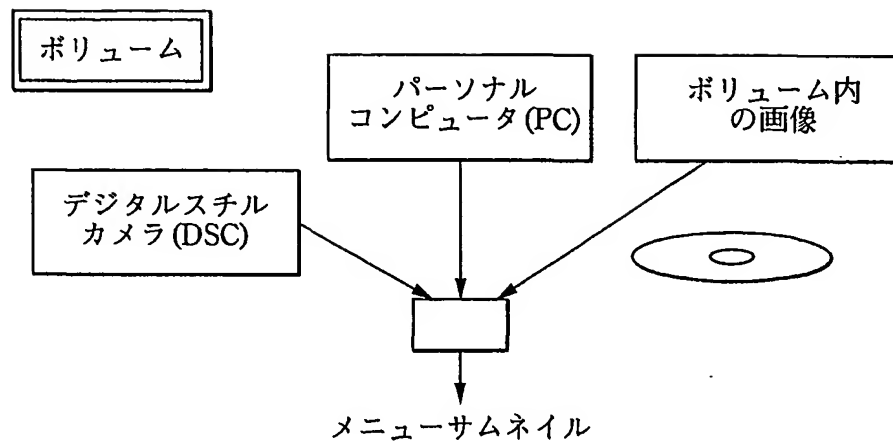 ボリューム
パーソナル
コンピュータ(PC)
ボリューム内
の画像
デジタルスチル
カメラ(DSC)
メニューサムネイル